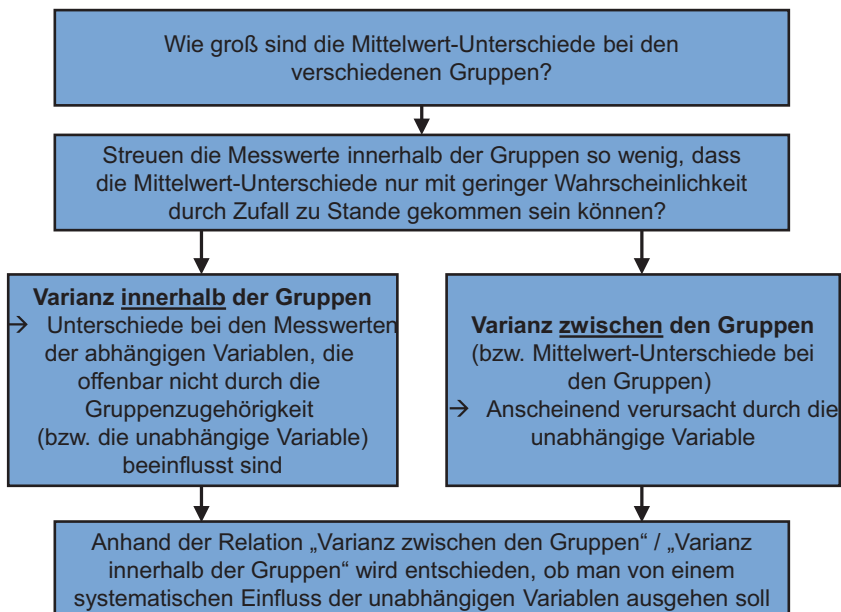 Wie groß sind die Mittelwert-Unterschiede bei den
verschiedenen Gruppen?
Streuen die Messwerte innerhalb der Gruppen so wenig, dass
die Mittelwert-Unterschiede nur mit geringer Wahrscheinlichkeit
durch Zufall zu Stande gekommen sein können?
Varianz innerhalb der Gruppen
→ Unterschiede bei den Messwerten
der abhängigen Variablen, die
offenbar nicht durch die
Gruppenzugehörigkeit
(bzw. die unabhängige Variable)
beeinflusst sind
Varianz zwischen den Gruppen
(bzw. Mittelwert-Unterschiede bei
den Gruppen)
→ Anscheinend verursacht durch die
unabhängige Variable
Anhand der Relation „Varianz zwischen den Gruppen“ / „Varianz
innerhalb der Gruppen“ wird entschieden, ob man von einem
systematischen Einfluss der unabhängigen Variablen ausgehen soll